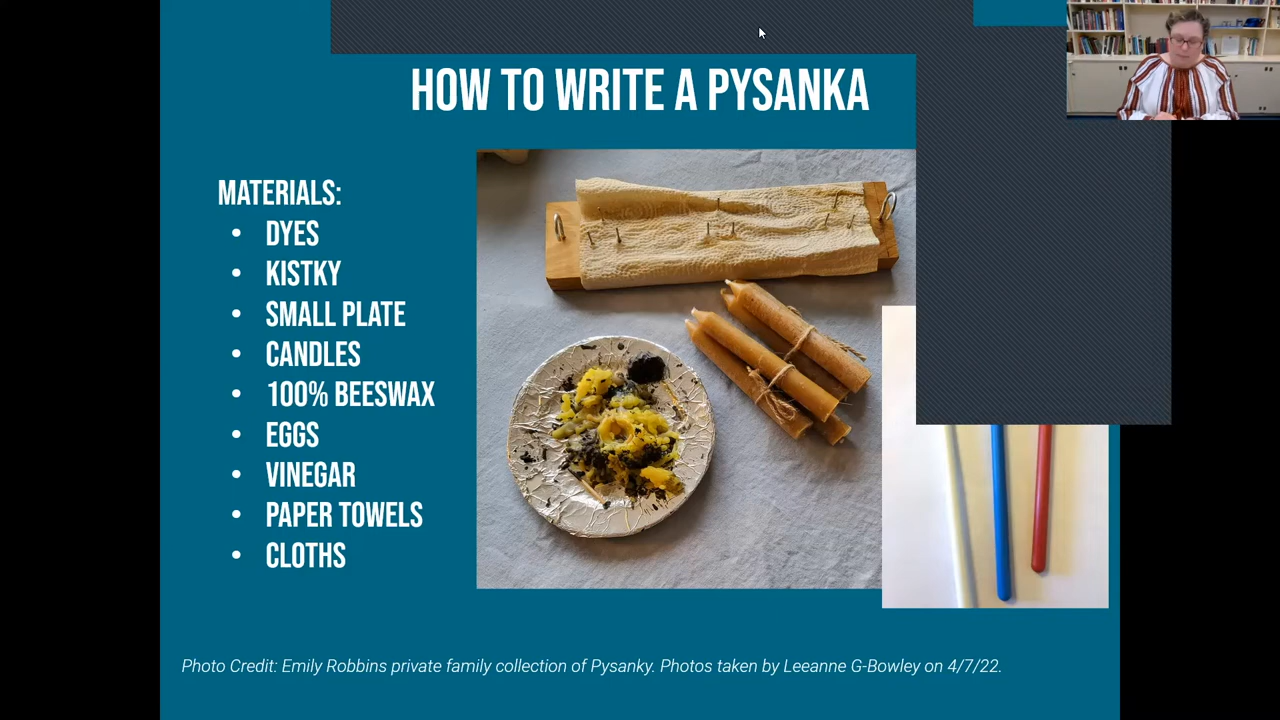 HOW TO WRITE A PYSANKA
MATERIALS:
• DYES
• KISTKY
• SMALL PLATE
• CANDLES
• 100% BEESWAX
• EGGS
• VINEGAR
• PAPER TOWELS
• CLOTHS
Photo Credit: Emily Robbins private family collection of Pysanky. Photos taken by Leeanne G-Bowley on 4/7/22.